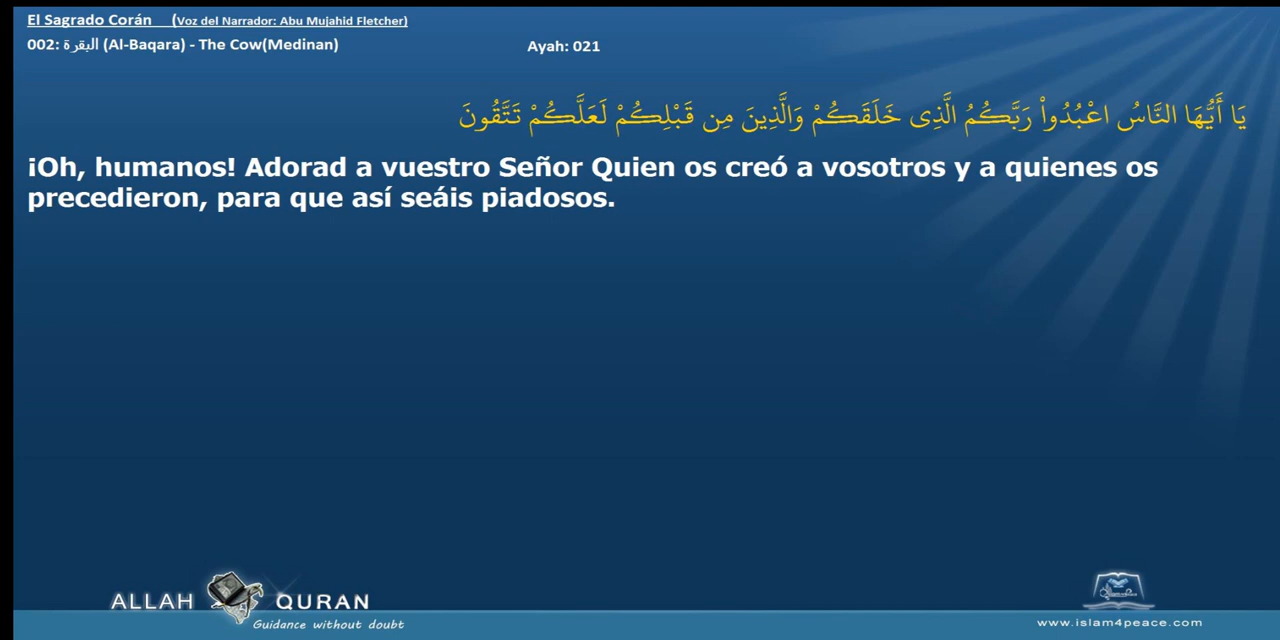 El Sagrado Corán (Voz del Narrador: Abu Mujahid Fletcher)
002: البقرة (Al-Baqara) - The Cow(Medinan)
Ayah: 021
يَا أَيُّهَا النَّاسُ اعْبُدُواْ رَبَّكُمُ الَّذِى خَلَقَكُمْ وَالَّذِينَ مِن قَبْلِكُمْ لَعَلَّكُمْ تَتَّقُونَ
¡Oh, humanos! Adorad a vuestro Señor Quien os creó a vosotros y a quienes os
precedieron, para que así seáis piadosos.
ALLAH QURAN
Guidance without doubt
www.islam4peace.com